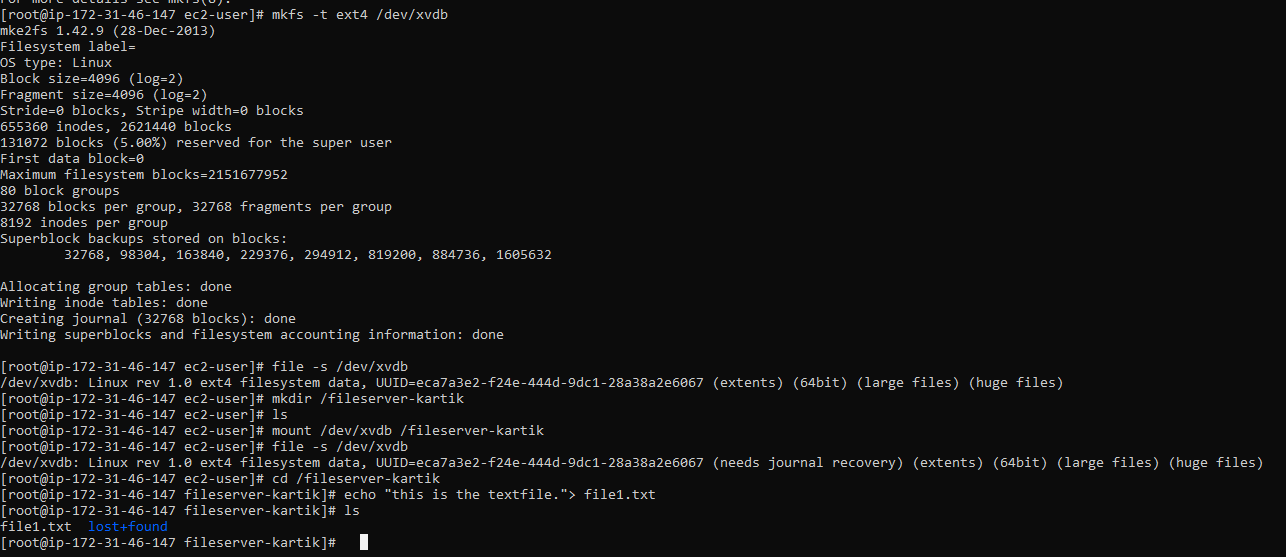 For more details see mkfs(8).
[root@ip-172-31-46-147 ec2-user]# mkfs -t ext4 /dev/xvdb
mke2fs 1.42.9 (28-Dec-2013)
Filesystem label=
OS type: Linux
Block size=4096 (log=2)
Fragment size=4096 (log=2)
Stride=0 blocks, Stripe width=0 blocks
655360 inodes, 2621440 blocks
131072 blocks (5.00%) reserved for the super user
First data block=0
Maximum filesystem blocks=2151677952
80 block groups
32768 blocks per group, 32768 fragments per group
8192 inodes per group
Superblock backups stored on blocks:
        32768, 98304, 163840, 229376, 294912, 819200, 884736, 1605632

Allocating group tables: done
Writing inode tables: done
Creating journal (32768 blocks): done
Writing superblocks and filesystem accounting information: done

[root@ip-172-31-46-147 ec2-user]# file -s /dev/xvdb
/dev/xvdb: Linux rev 1.0 ext4 filesystem data, UUID=eca7a3e2-f24e-444d-9dc1-28a38a2e6067 (extents) (64bit) (large files) (huge files)
[root@ip-172-31-46-147 ec2-user]# mkdir /fileserver-kartik
[root@ip-172-31-46-147 ec2-user]# ls
[root@ip-172-31-46-147 ec2-user]# mount /dev/xvdb /fileserver-kartik
[root@ip-172-31-46-147 ec2-user]# file -s /dev/xvdb
/dev/xvdb: Linux rev 1.0 ext4 filesystem data, UUID=eca7a3e2-f24e-444d-9dc1-28a38a2e6067 (needs journal recovery) (extents) (64bit) (large files) (huge files)
[root@ip-172-31-46-147 ec2-user]# cd /fileserver-kartik
[root@ip-172-31-46-147 fileserver-kartik]# echo "this is the textfile."> file1.txt
[root@ip-172-31-46-147 fileserver-kartik]# ls
file1.txt  lost+found
[root@ip-172-31-46-147 fileserver-kartik]#